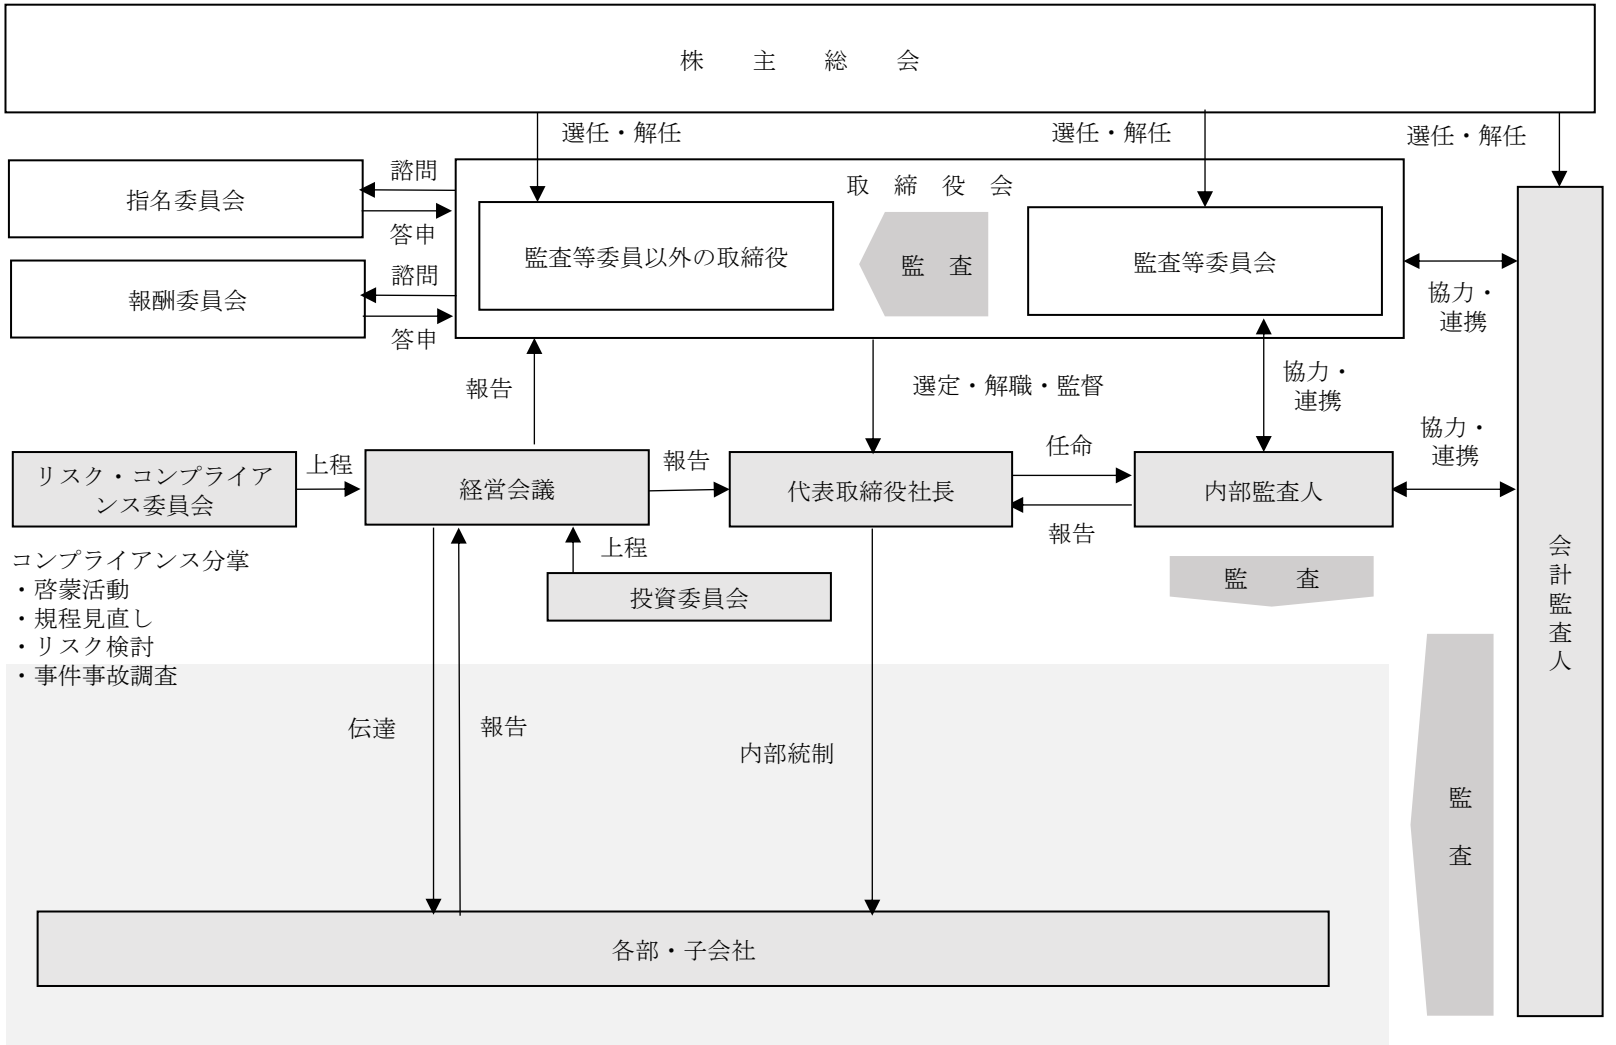 株　主　総　会
選任・解任
選任・解任
選任・解任
指名委員会
諮問
答申
報酬委員会
諮問
答申
取　締　役　会
監査等委員以外の取締役
監　査
監査等委員会
協力・
連携
報告
選定・解職・監督
協力・
連携
協力・
連携
リスク・コンプライア
ンス委員会
上程
経営会議
報告
代表取締役社長
任命
報告
内部監査人
コンプライアンス分掌
・啓蒙活動
・規程見直し
・リスク検討
・事件事故調査
上程
投資委員会
監　査
会計監査人
伝達
報告
内部統制
監　査
各部・子会社